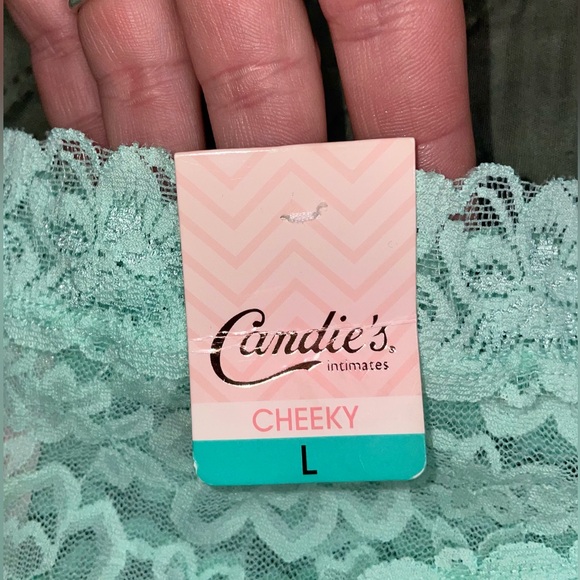 Candie's®
intimates
CHEEKY
L